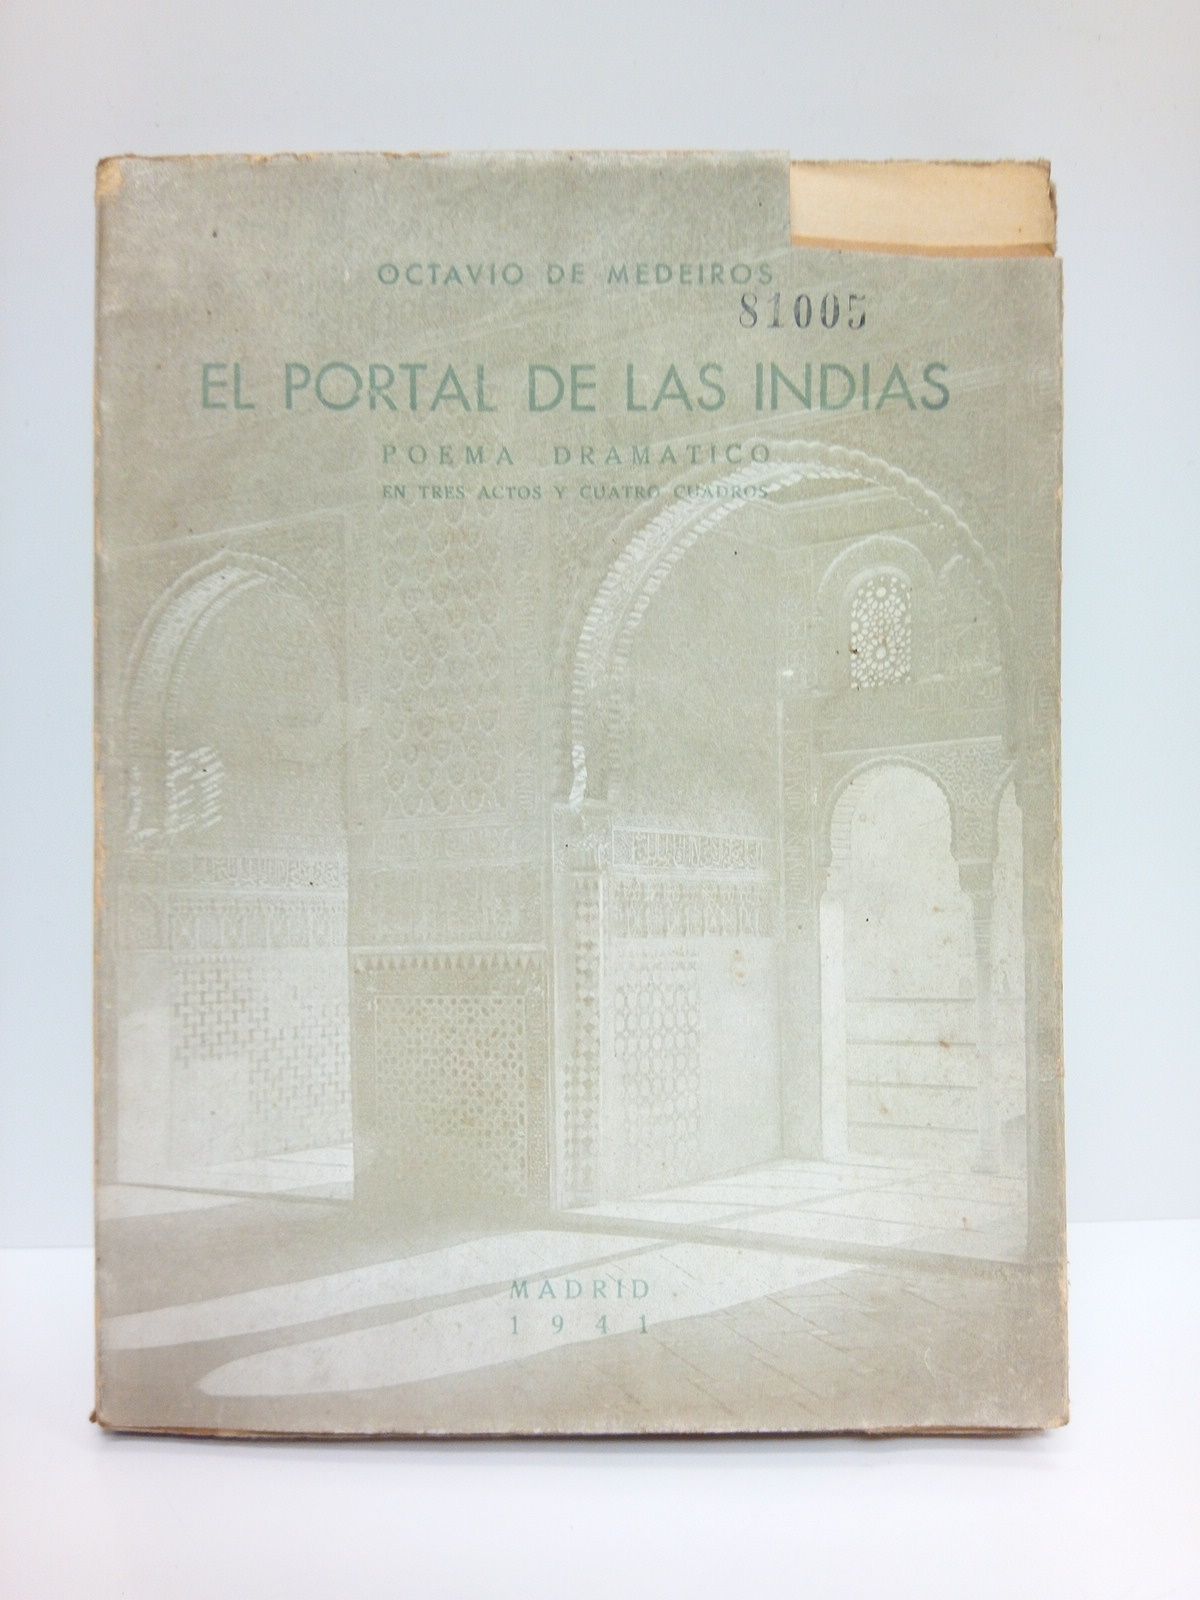 OCTAVIO DE MEDEIROS
81005
EL PORTAL DE LAS INDIAS
POEMA DRAMATICO
EN TRES ACTOS Y CUATRO CUADROS
MADRID
1941